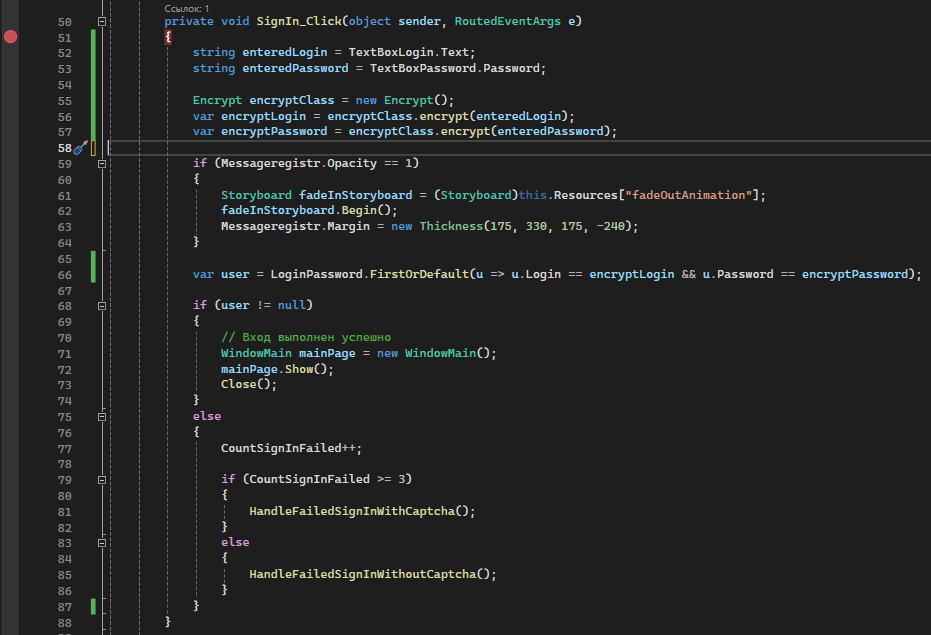 Ссылок: 1
50 private void SignIn_Click(object sender, RoutedEventArgs e)
51 {
52 string enteredLogin = TextBoxLogin.Text;
53 string enteredPassword = TextBoxPassword.Password;
54
55 Encrypt encryptClass = new Encrypt();
56 var encryptLogin = encryptClass.encrypt(enteredLogin);
57 var encryptPassword = encryptClass.encrypt(enteredPassword);
58
59 if (Messageregistr.Opacity == 1)
60 {
61 Storyboard fadeInStoryboard = (Storyboard)this.Resources["fadeOutAnimation"];
62 fadeInStoryboard.Begin();
63 Messageregistr.Margin = new Thickness(175, 330, 175, -240);
64 }
65
66 var user = LoginPassword.FirstOrDefault(u => u.Login == encryptLogin && u.Password == encryptPassword);
67
68 if (user != null)
69 {
70 // Вход выполнен успешно
71 WindowMain mainPage = new WindowMain();
72 mainPage.Show();
73 Close();
74 }
75 else
76 {
77 CountSignInFailed++;
78
79 if (CountSignInFailed >= 3)
80 {
81 HandleFailedSignInWithCaptcha();
82 }
83 else
84 {
85 HandleFailedSignInWithoutCaptcha();
86 }
87 }
88 }